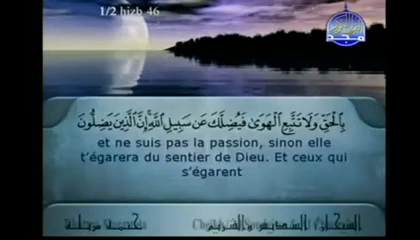 1/2 hizb 46
بِالْحَقِّ وَلَا تَتَّبِعِ الْهَوَىٰ فَيُضِلَّكَ عَن سَبِيلِ اللَّهِ ۚ إِنَّ الَّذِينَ يَضِلُّونَ
et ne suis pas la passion, sinon elle
t'égarera du sentier de Dieu. Et ceux qui
s'égarent